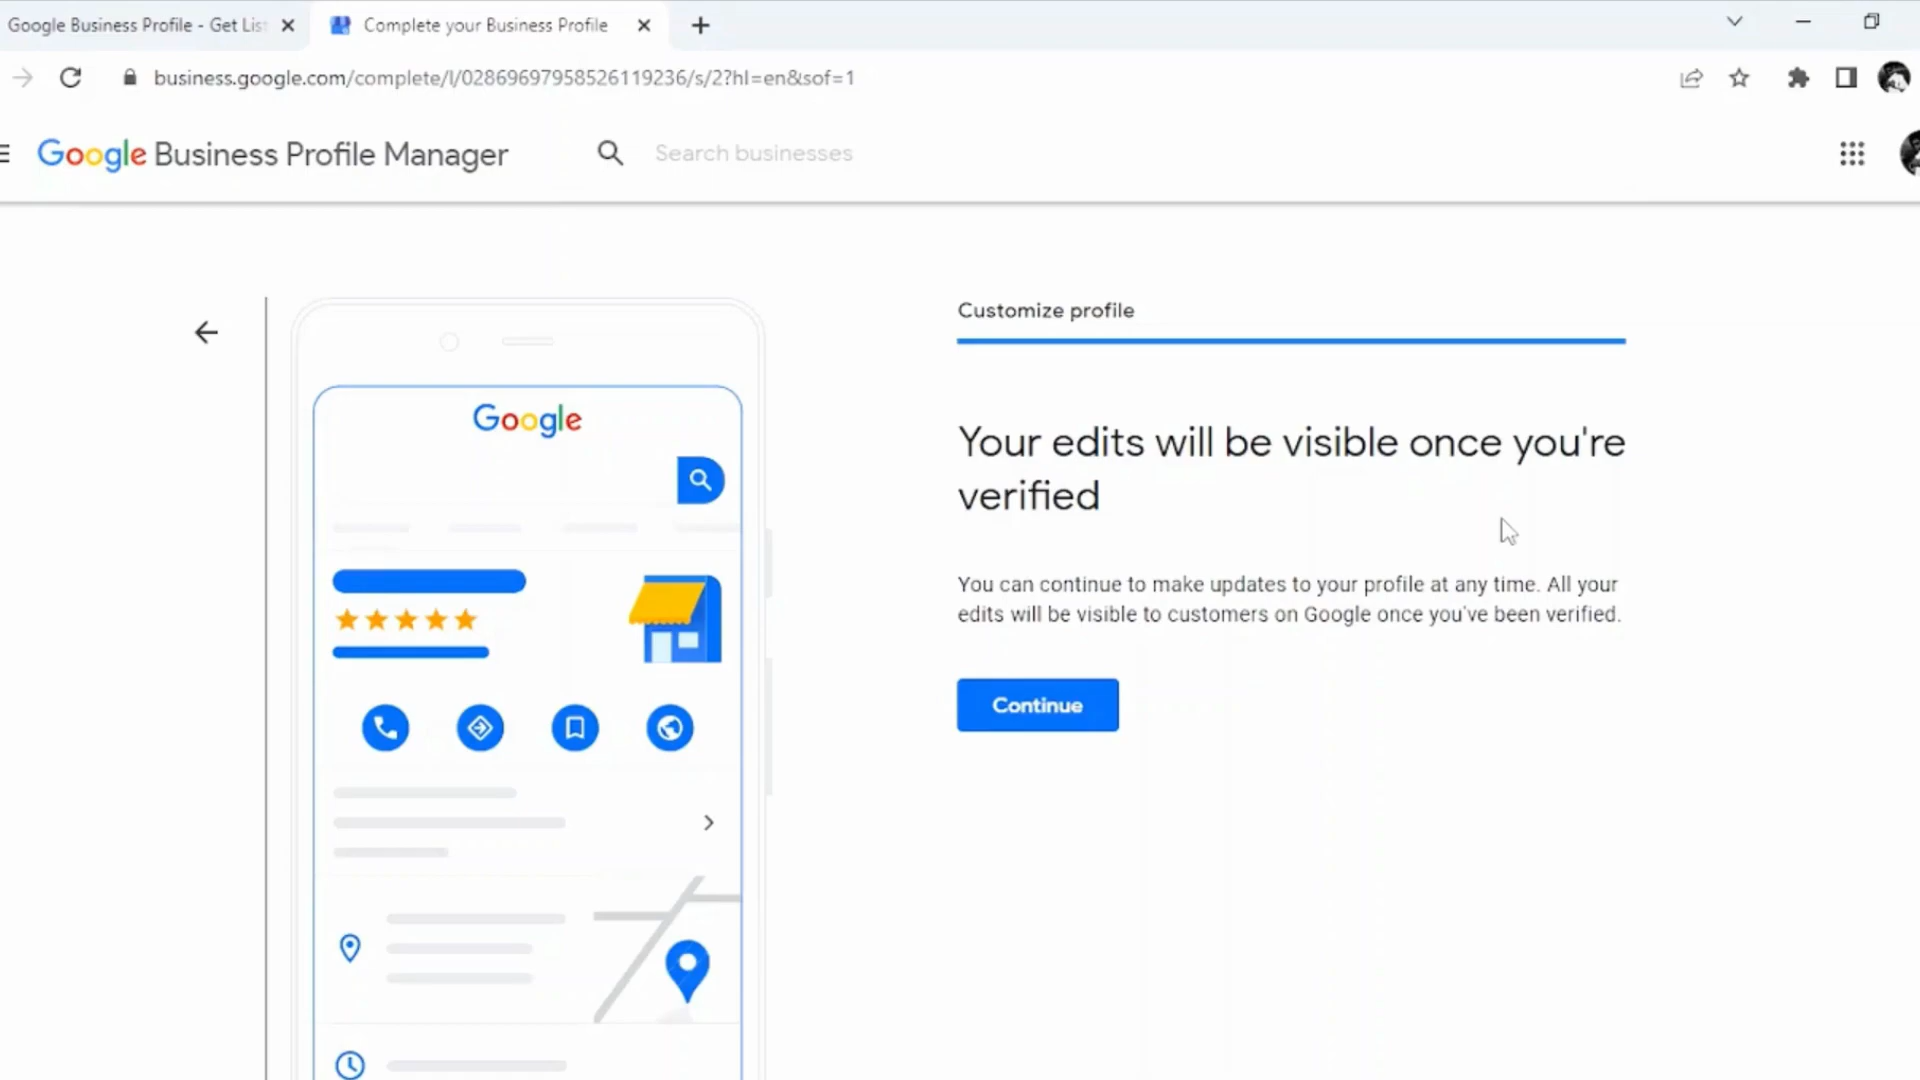 Google Business Profile - Get List
Complete your Business Profile
business.google.com/complete/l/02869697958526119236/s/2?hl=en&sof=1
Google Business Profile Manager
Search businesses
Customize profile
Google
Your edits will be visible once you're
verified
You can continue to make updates to your profile at any time. All your
edits will be visible to customers on Google once you've been verified.
Continue